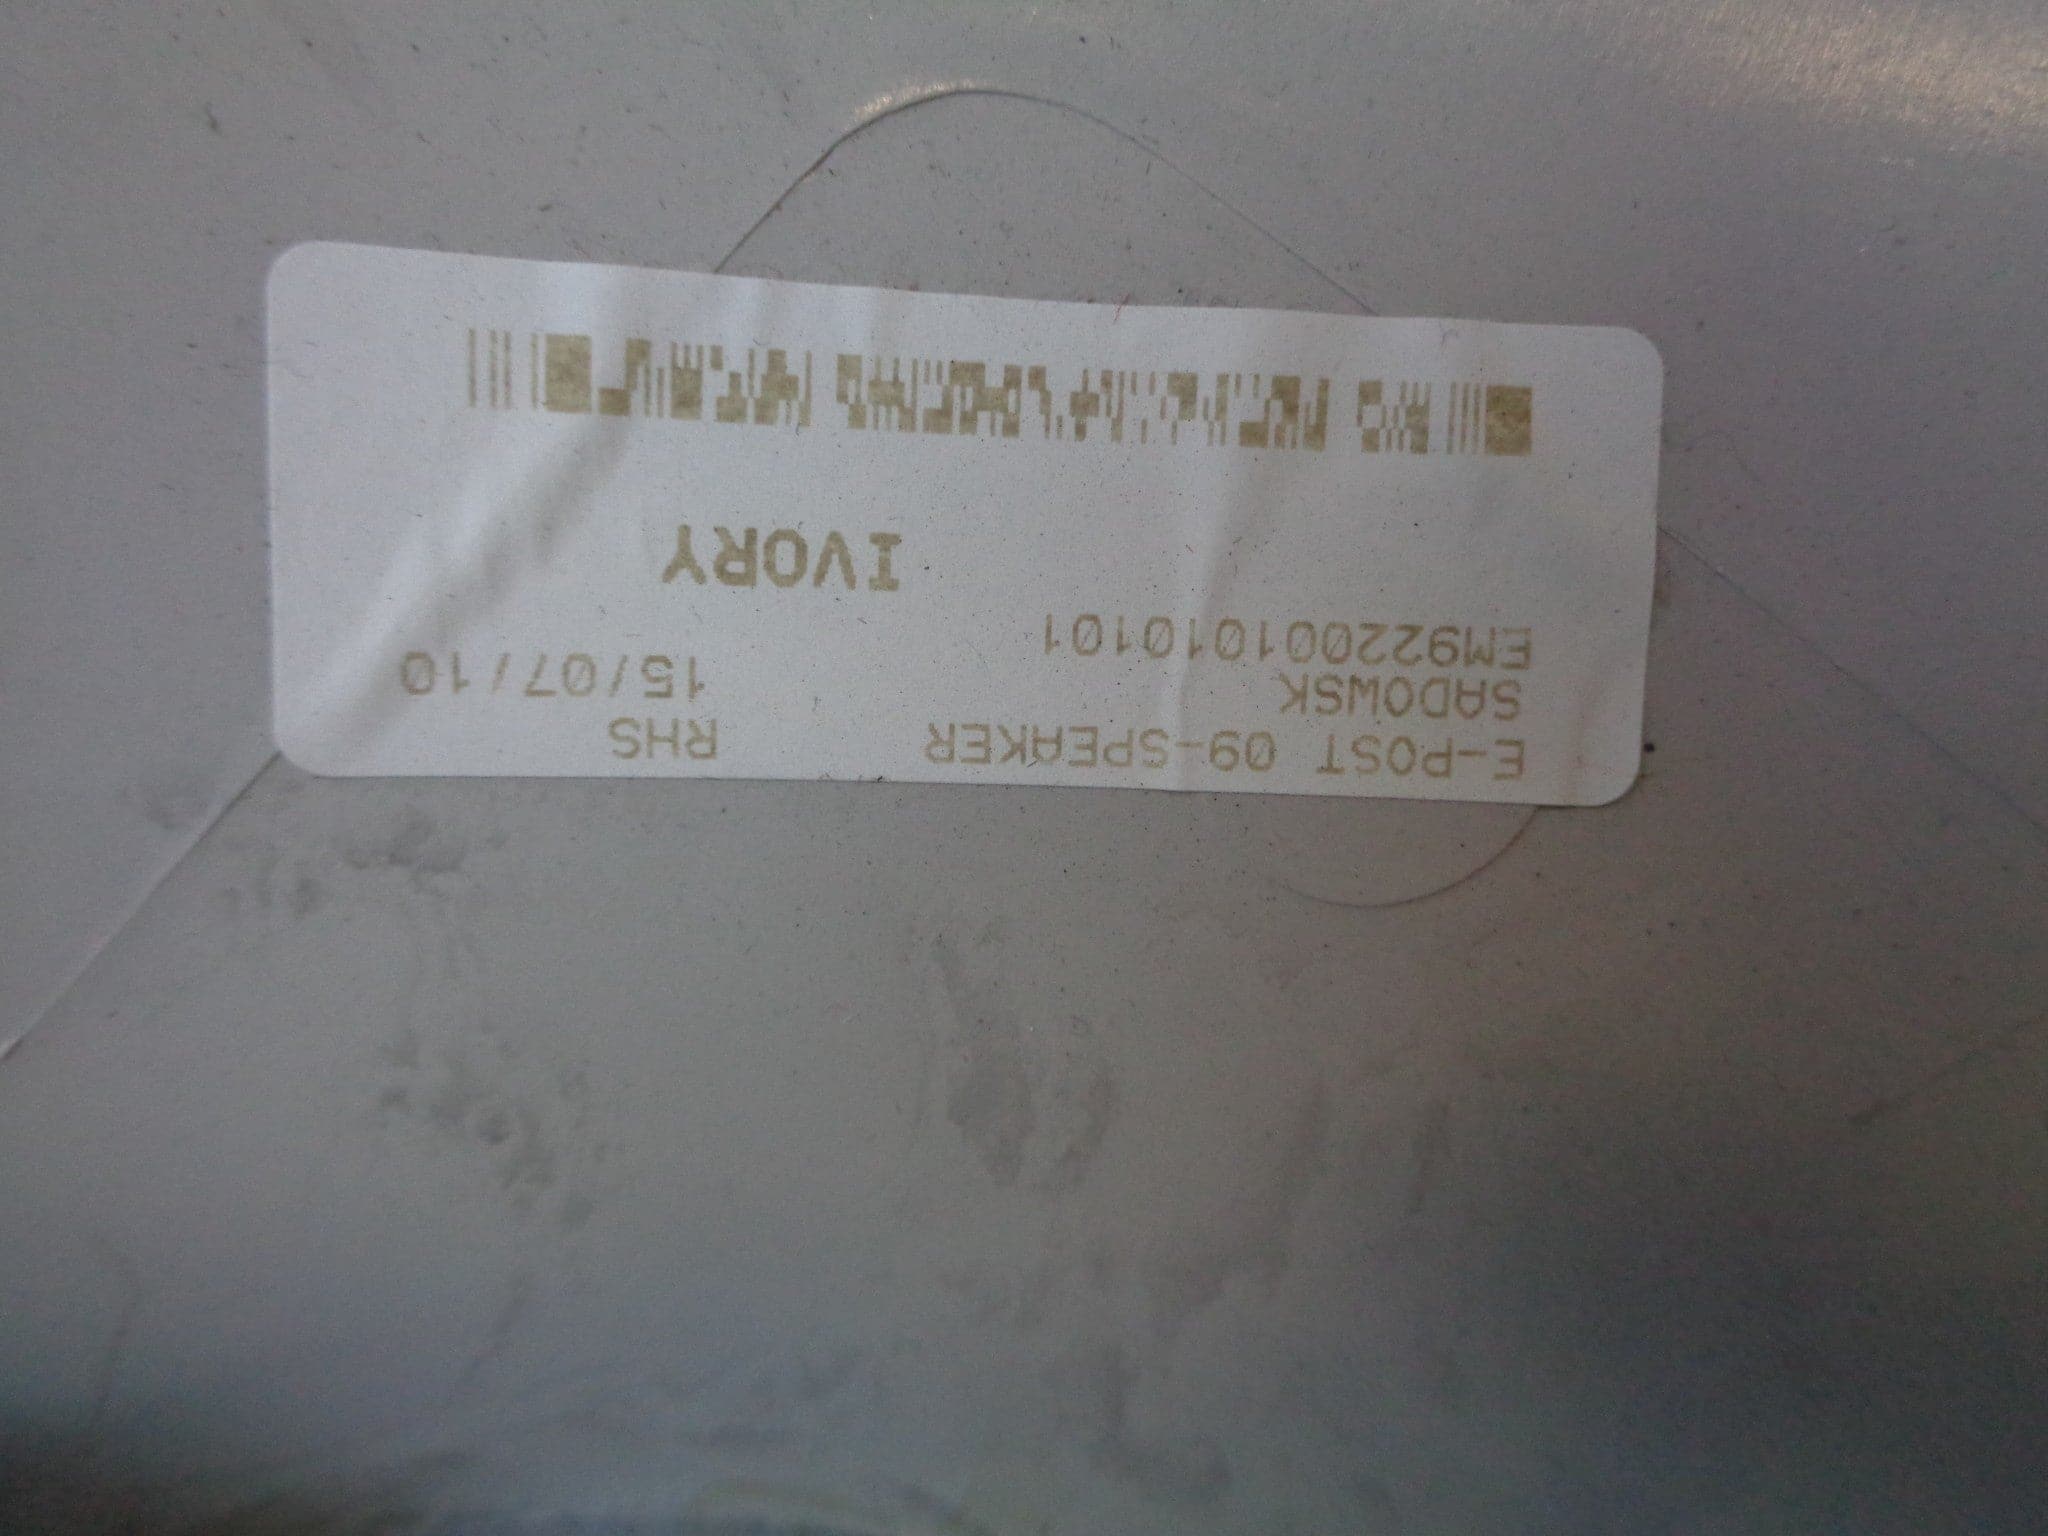 E-POST 09-SPEAKER RHS
SADOWSK 15/07/10
EM92200101010101
IVORY